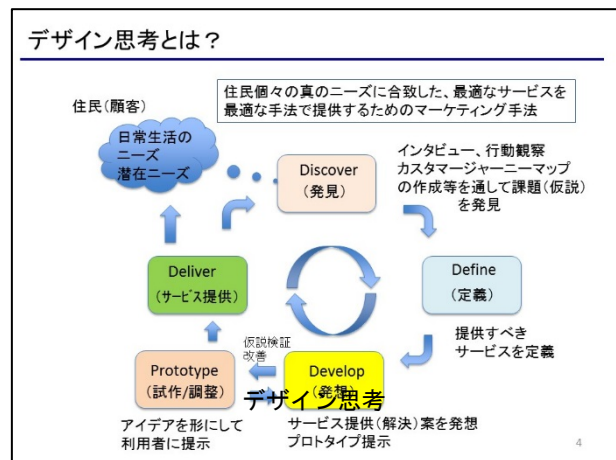 デザイン思考とは?
住民個々の真のニーズに合致した、最適なサービスを
最適な手法で提供するためのマーケティング手法
住民(顧客)
日常生活の
ニーズ
潜在ニーズ
Discover
(発見)
インタビュー、行動観察
カスタマージャーニーマップ
の作成等を通して課題(仮説)
を発見
Deliver
(サービス提供)
Define
(定義)
提供すべき
サービスを定義
仮説検証
改善
Prototype
(試作/調整)
Develop
(発想)
デザイン思考
アイデアを形にして
利用者に提示
サービス提供(解決)案を発想
プロトタイプ提示
4